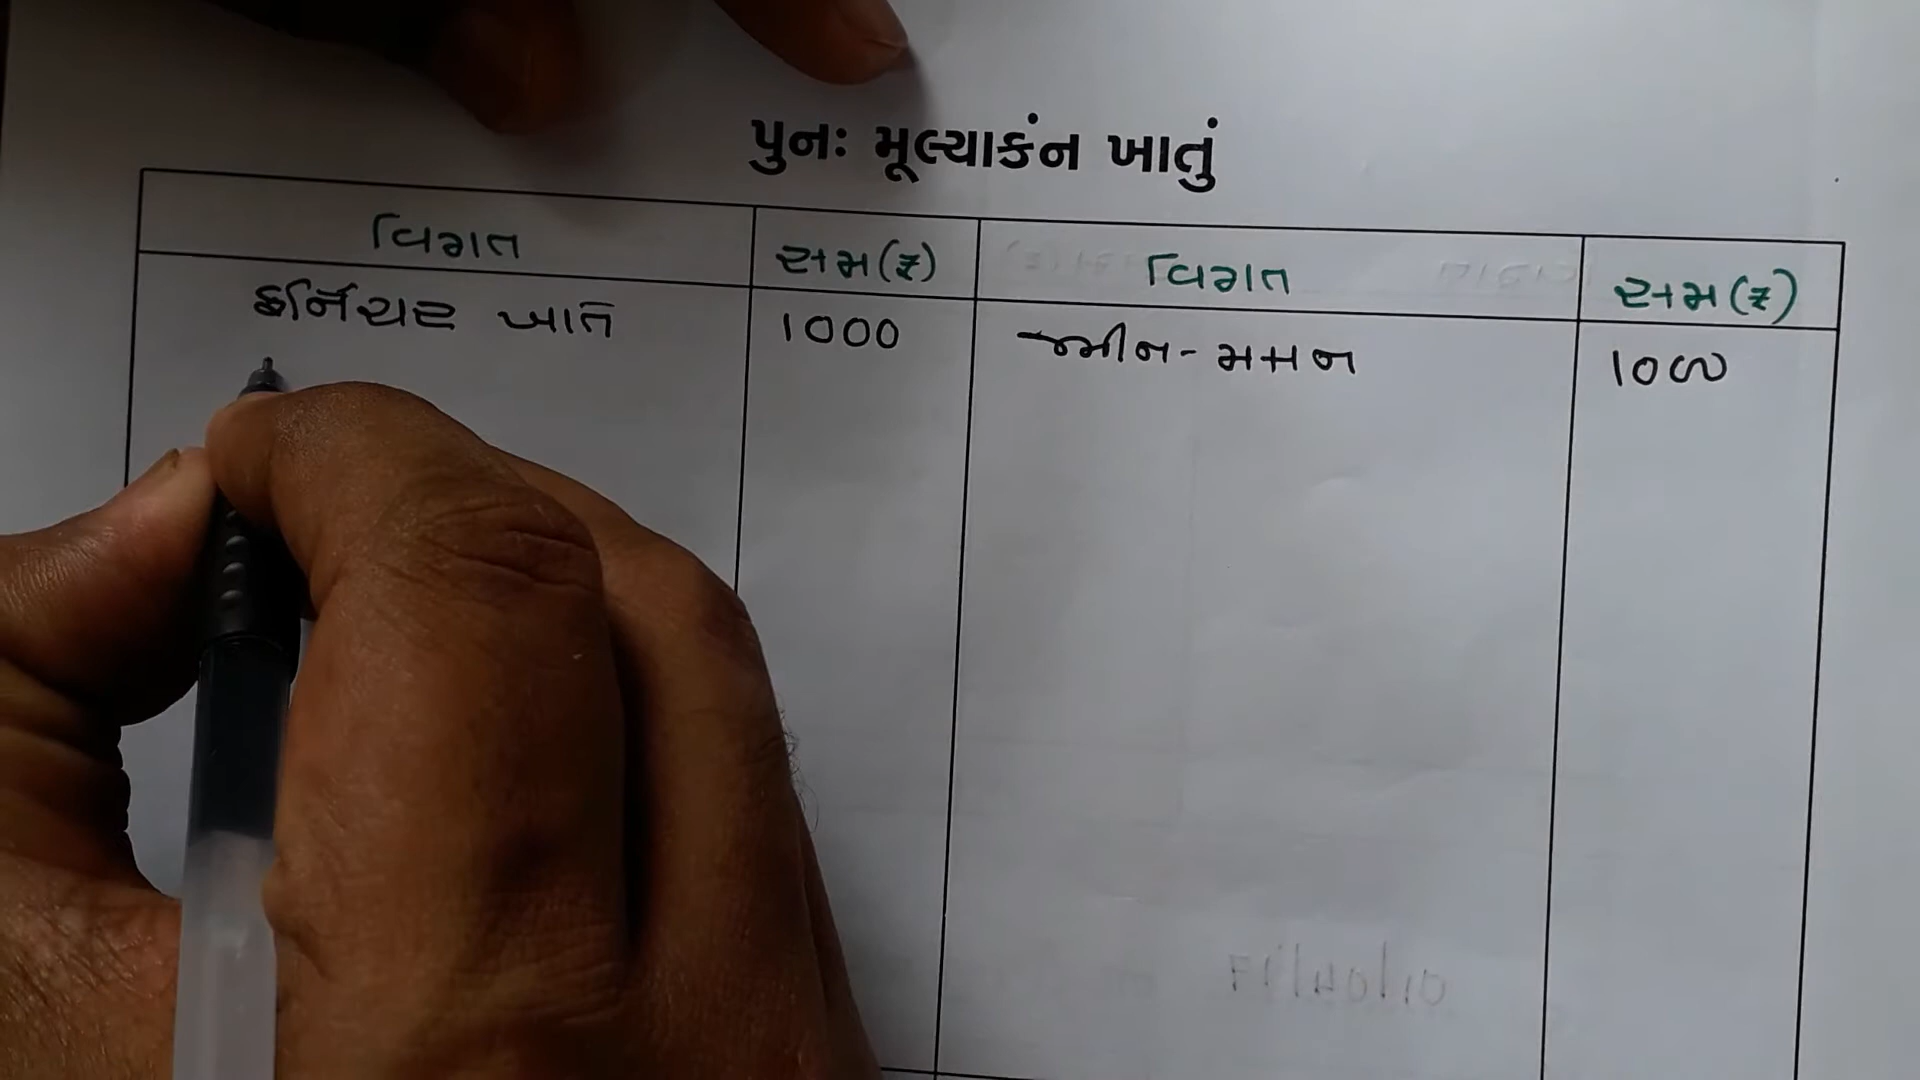 પુનઃ મૂલ્યાકંન ખાતું
વિગત રકમ(₹) વિગત રકમ(₹)
ફર્નિચર ખાતે 1000 જમીન-મકાન 1000